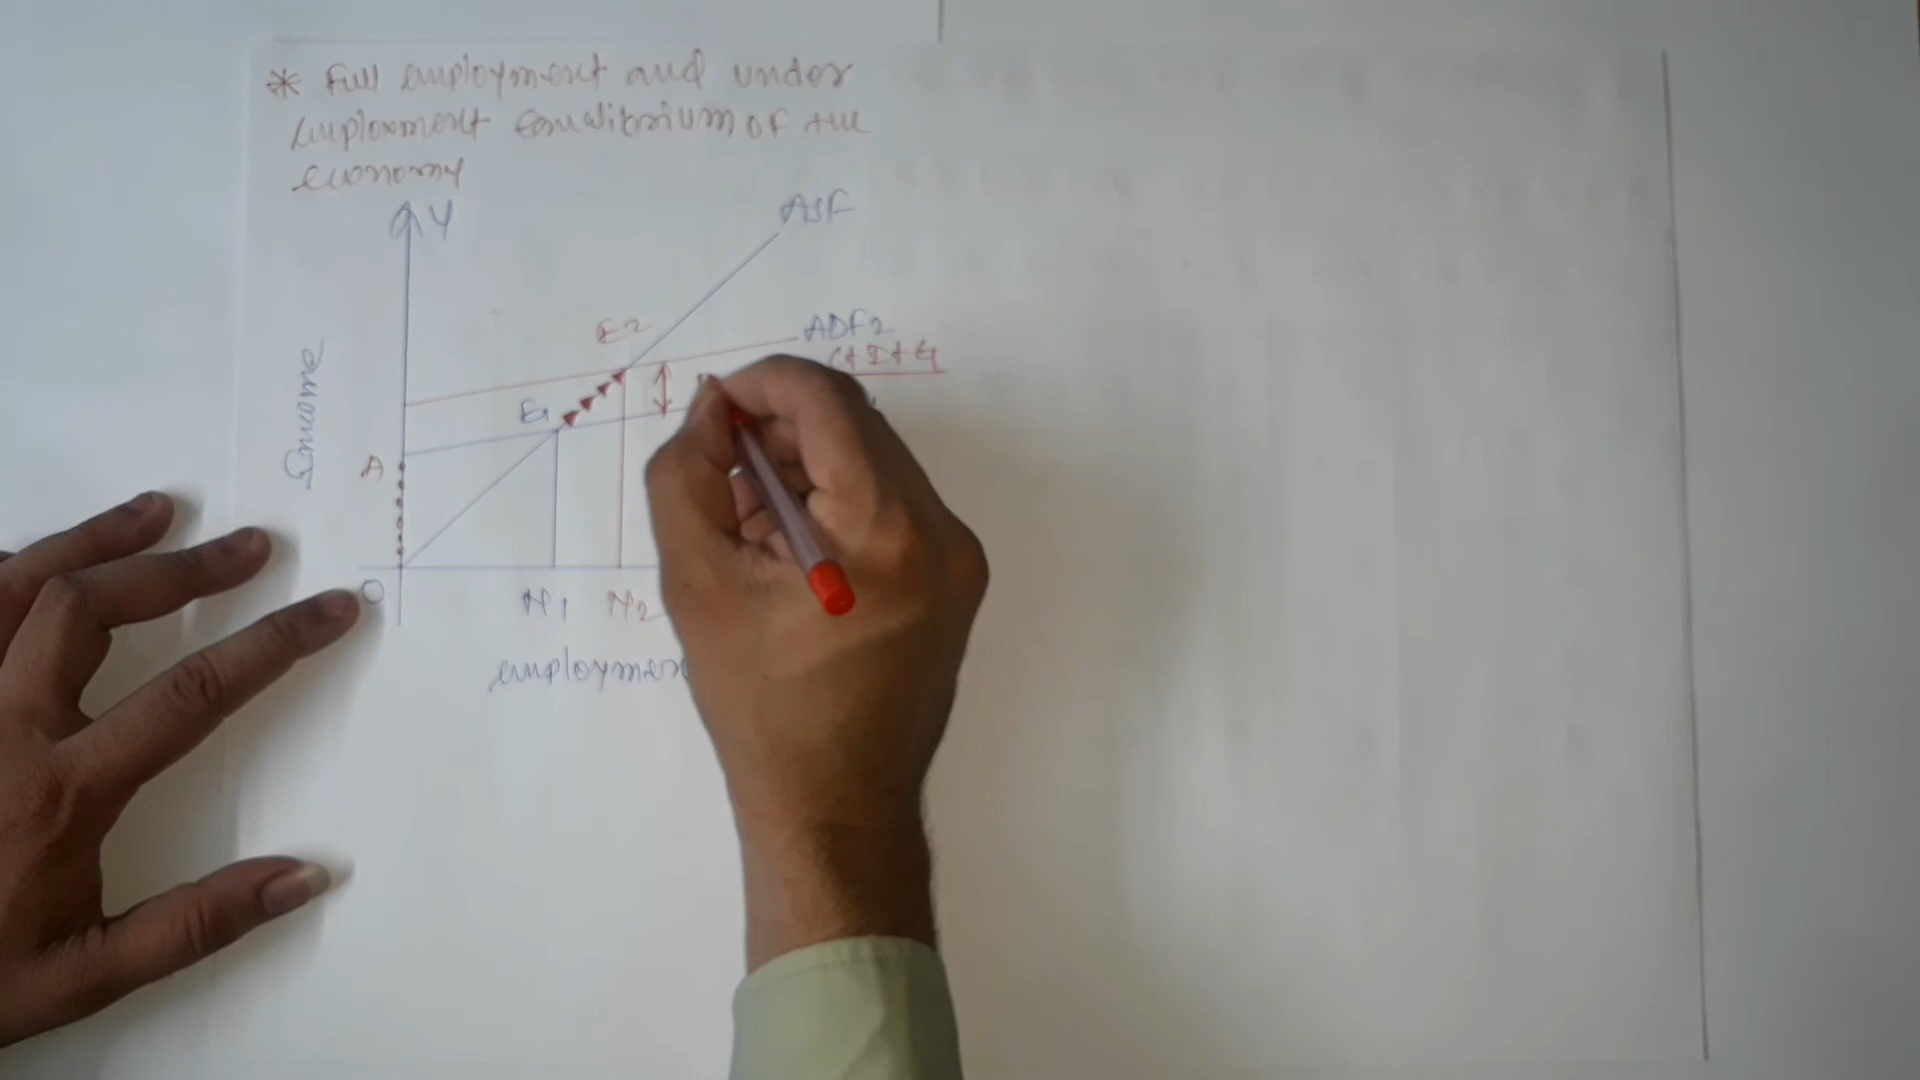 * Full employment and under
employment equilibrium of the
economy
Y
ASF
E2
ADF2
C+I+G
E1
Income
A
O
N1 N2
employmen